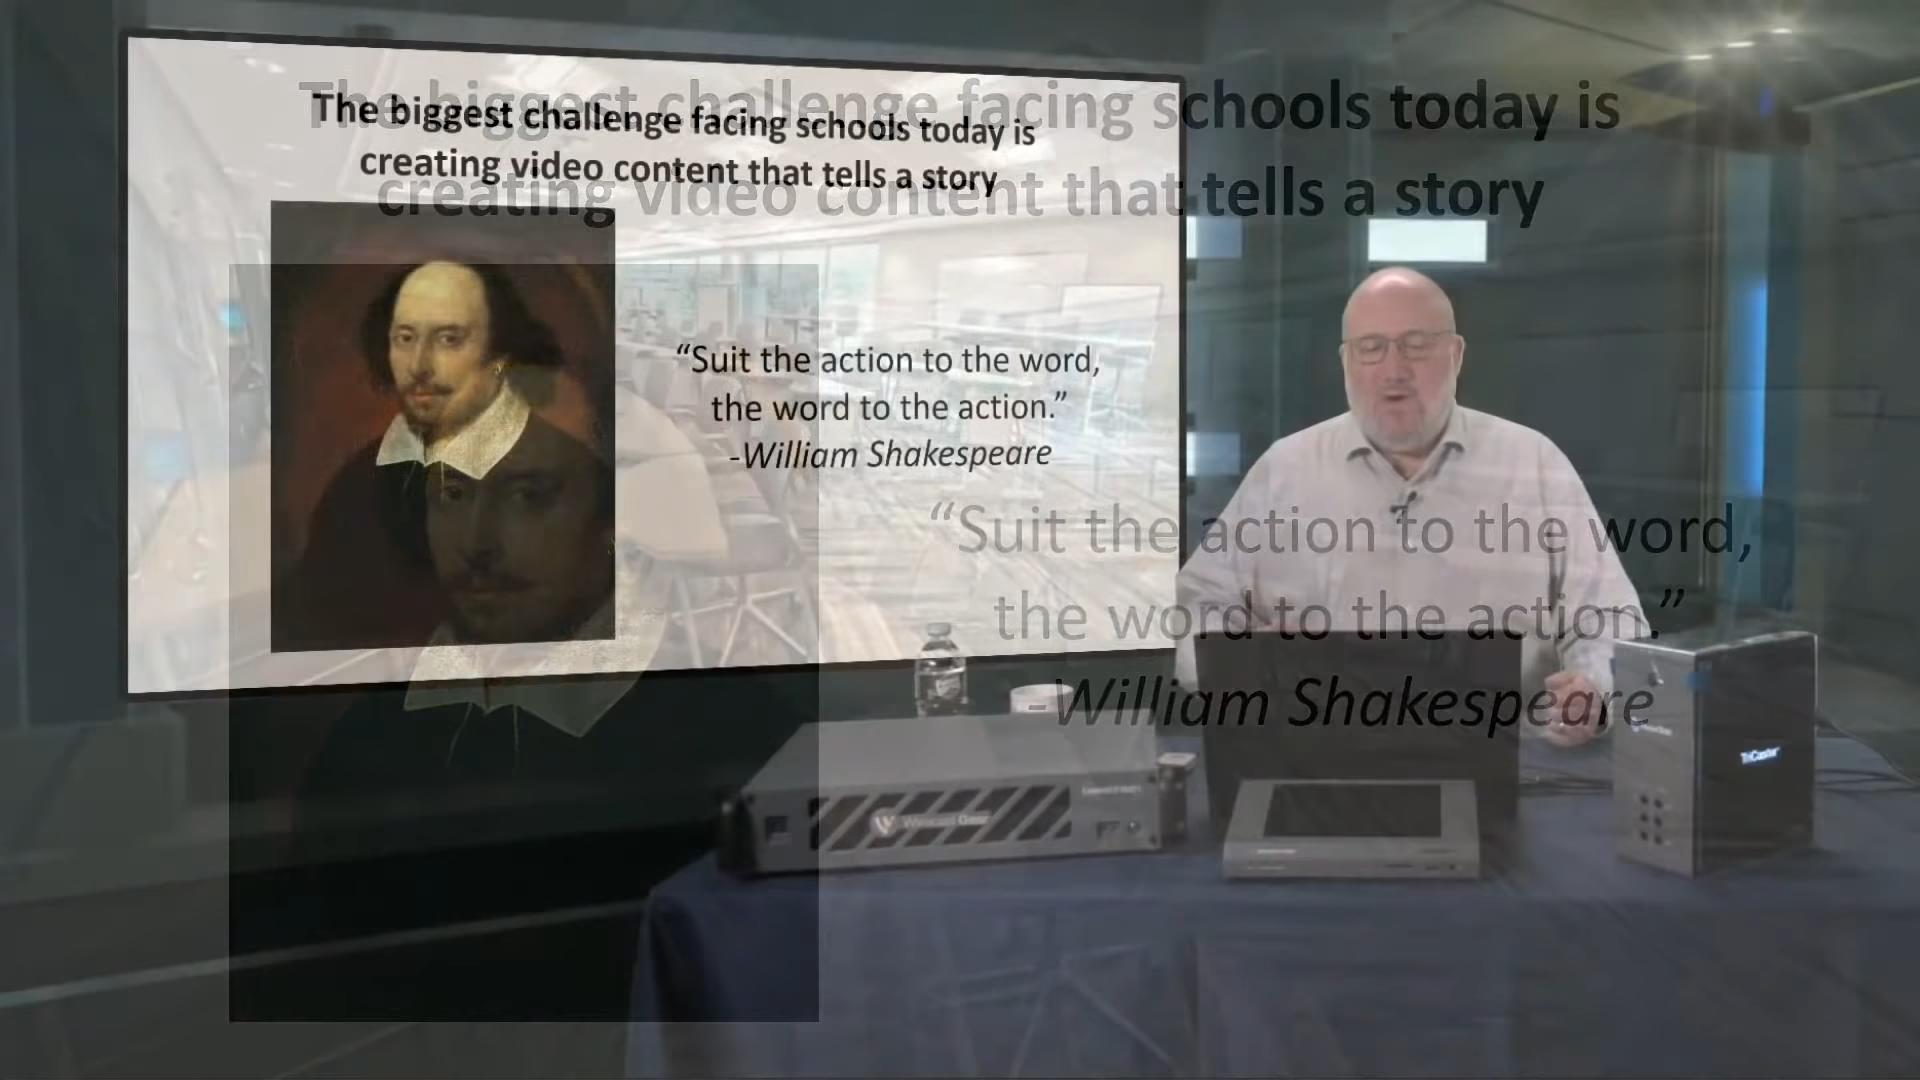 The biggest challenge facing schools today is
creating video content that tells a story
“Suit the action to the word,
the word to the action.”
-William Shakespeare
The biggest challenge facing schools today is
creating video content that tells a story
“Suit the action to the word,
the word to the action.”
-William Shakespeare
TriCaster